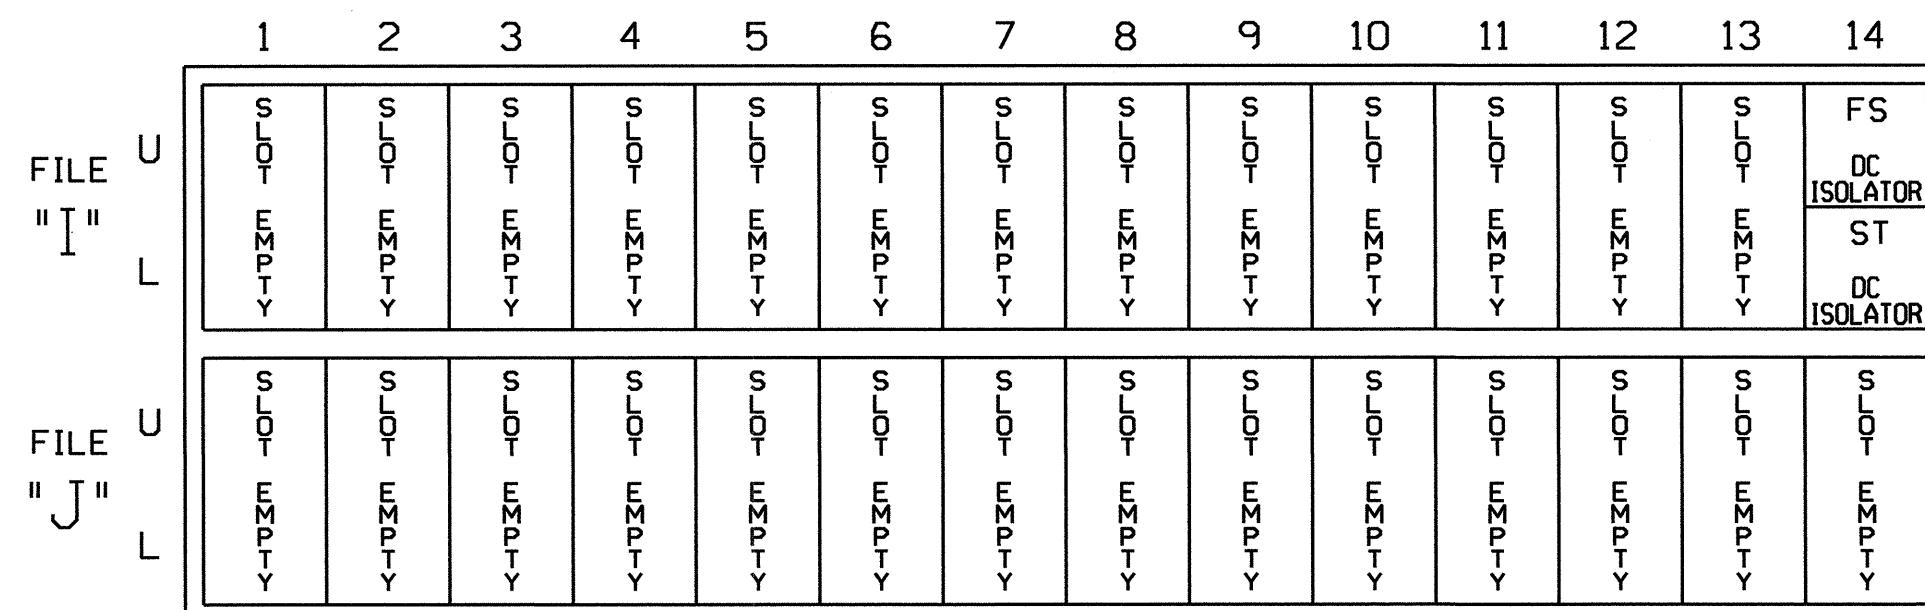 1 2 3 4 5 6 7 8 9 10 11 12 13 14
FILE "I"
U
L
SLOT EMPTY SLOT EMPTY SLOT EMPTY SLOT EMPTY SLOT EMPTY SLOT EMPTY SLOT EMPTY SLOT EMPTY SLOT EMPTY SLOT EMPTY SLOT EMPTY SLOT EMPTY SLOT EMPTY
FS
DC
ISOLATOR
ST
DC
ISOLATOR
FILE "J"
U
L
SLOT EMPTY SLOT EMPTY SLOT EMPTY SLOT EMPTY SLOT EMPTY SLOT EMPTY SLOT EMPTY SLOT EMPTY SLOT EMPTY SLOT EMPTY SLOT EMPTY SLOT EMPTY SLOT EMPTY SLOT EMPTY